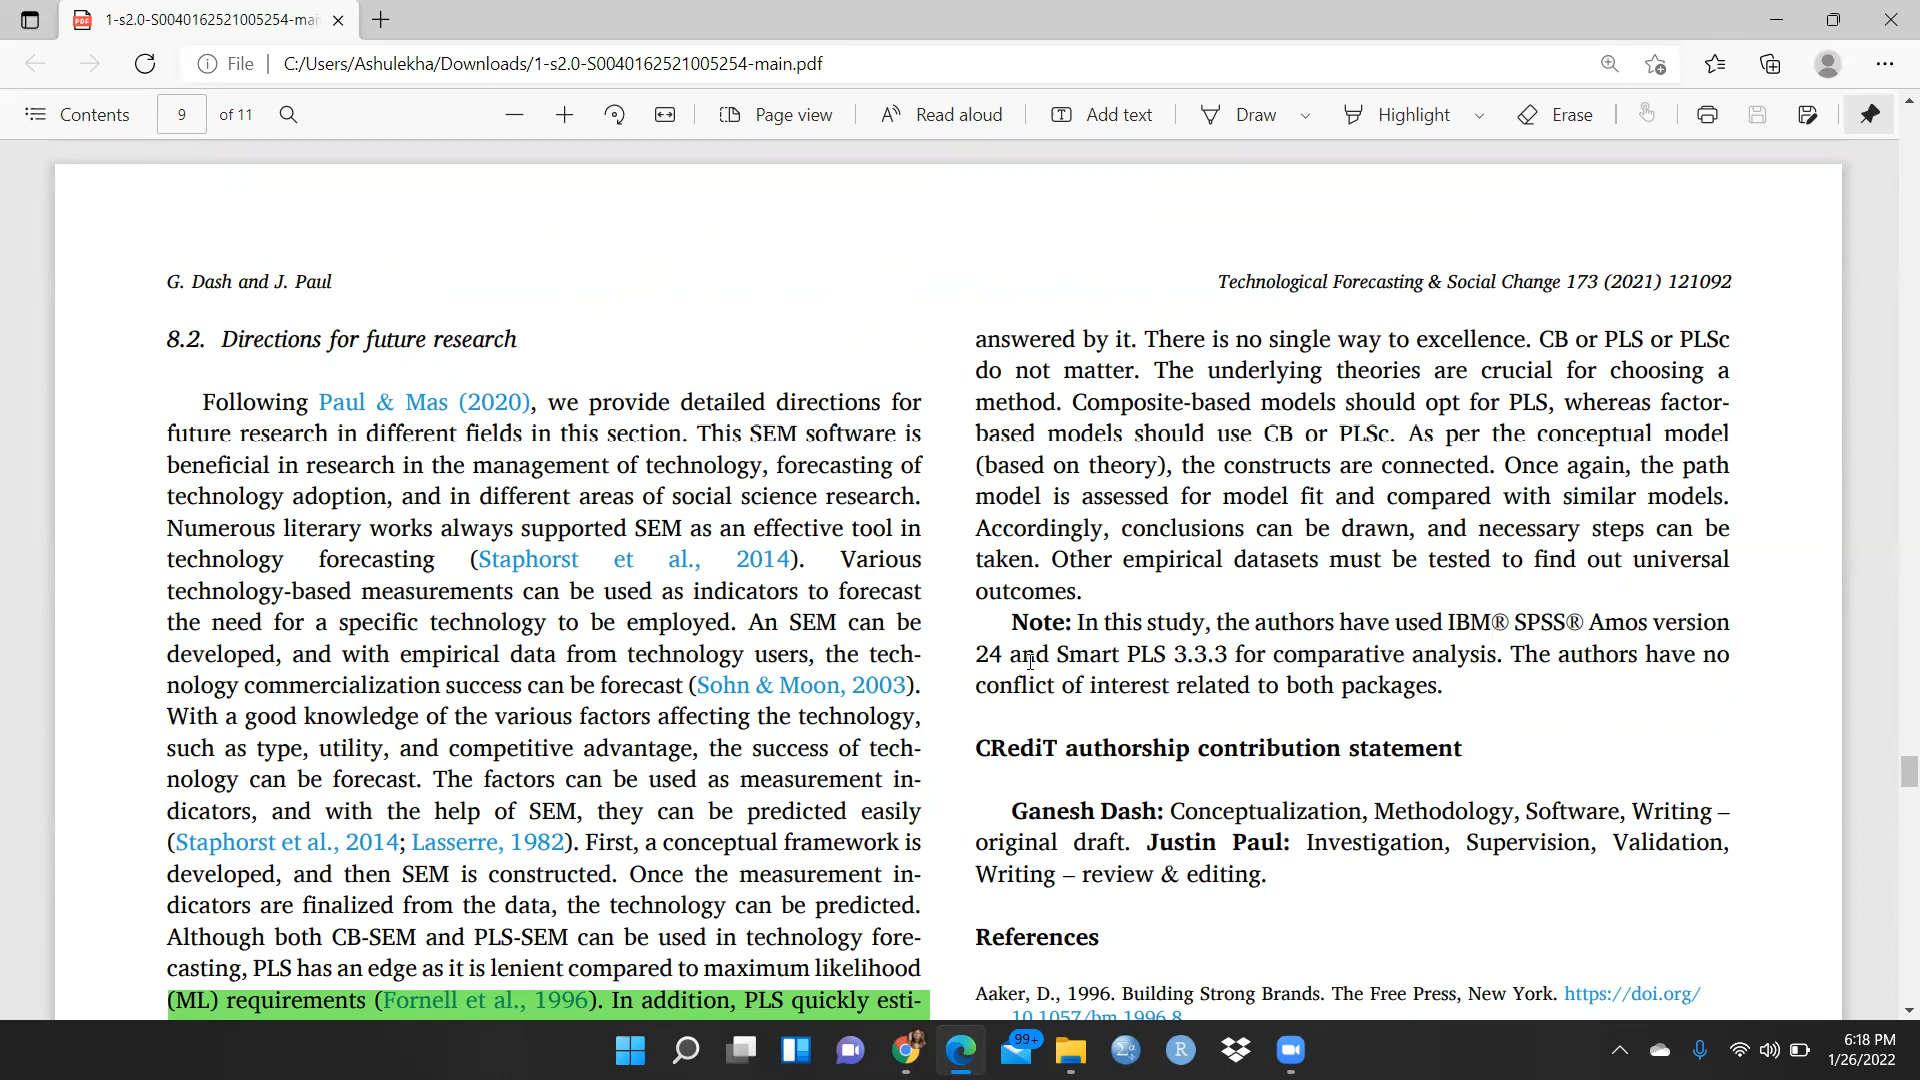 1-s2.0-S0040162521005254-mai
File
C:/Users/Ashulekha/Downloads/1-s2.0-S0040162521005254-main.pdf
Contents
9
of 11
Page view
Read aloud
Add text
Draw
Highlight
Erase
G. Dash and J. Paul
Technological Forecasting & Social Change 173 (2021) 121092
8.2. Directions for future research
Following Paul & Mas (2020), we provide detailed directions for
future research in different fields in this section. This SEM software is
beneficial in research in the management of technology, forecasting of
technology adoption, and in different areas of social science research.
Numerous literary works always supported SEM as an effective tool in
technology forecasting (Staphorst et al., 2014). Various
technology-based measurements can be used as indicators to forecast
the need for a specific technology to be employed. An SEM can be
developed, and with empirical data from technology users, the tech-
nology commercialization success can be forecast (Sohn & Moon, 2003).
With a good knowledge of the various factors affecting the technology,
such as type, utility, and competitive advantage, the success of tech-
nology can be forecast. The factors can be used as measurement in-
dicators, and with the help of SEM, they can be predicted easily
(Staphorst et al., 2014; Lasserre, 1982). First, a conceptual framework is
developed, and then SEM is constructed. Once the measurement in-
dicators are finalized from the data, the technology can be predicted.
Although both CB-SEM and PLS-SEM can be used in technology fore-
casting, PLS has an edge as it is lenient compared to maximum likelihood
(ML) requirements (Fornell et al., 1996). In addition, PLS quickly esti-
answered by it. There is no single way to excellence. CB or PLS or PLSc
do not matter. The underlying theories are crucial for choosing a
method. Composite-based models should opt for PLS, whereas factor-
based models should use CB or PLSc. As per the conceptual model
(based on theory), the constructs are connected. Once again, the path
model is assessed for model fit and compared with similar models.
Accordingly, conclusions can be drawn, and necessary steps can be
taken. Other empirical datasets must be tested to find out universal
outcomes.
Note: In this study, the authors have used IBM® SPSS® Amos version
24 and Smart PLS 3.3.3 for comparative analysis. The authors have no
conflict of interest related to both packages.
CRediT authorship contribution statement
Ganesh Dash: Conceptualization, Methodology, Software, Writing –
original draft. Justin Paul: Investigation, Supervision, Validation,
Writing – review & editing.
References
Aaker, D., 1996. Building Strong Brands. The Free Press, New York. https://doi.org/
10.1057/bm.1996.8
99+
6:18 PM
1/26/2022